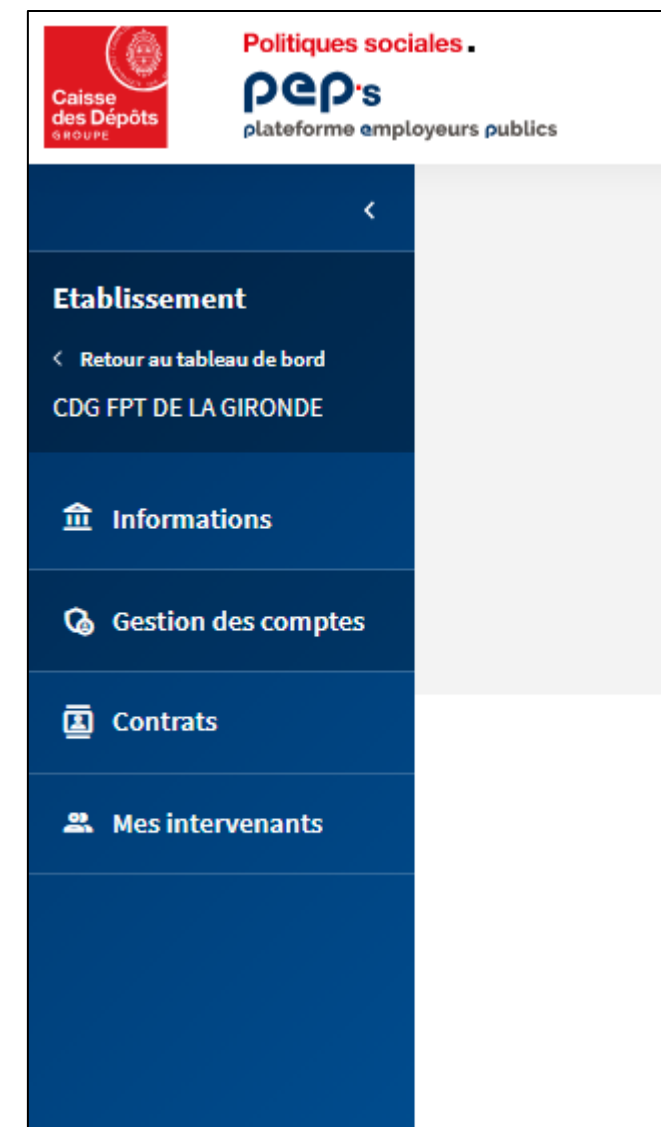 Caisse
des Dépôts
GROUPE
Politiques sociales.
pep's
plateforme employeurs publics
Etablissement
Retour au tableau de bord
CDG FPT DE LA GIRONDE
Informations
Gestion des comptes
Contrats
Mes intervenants